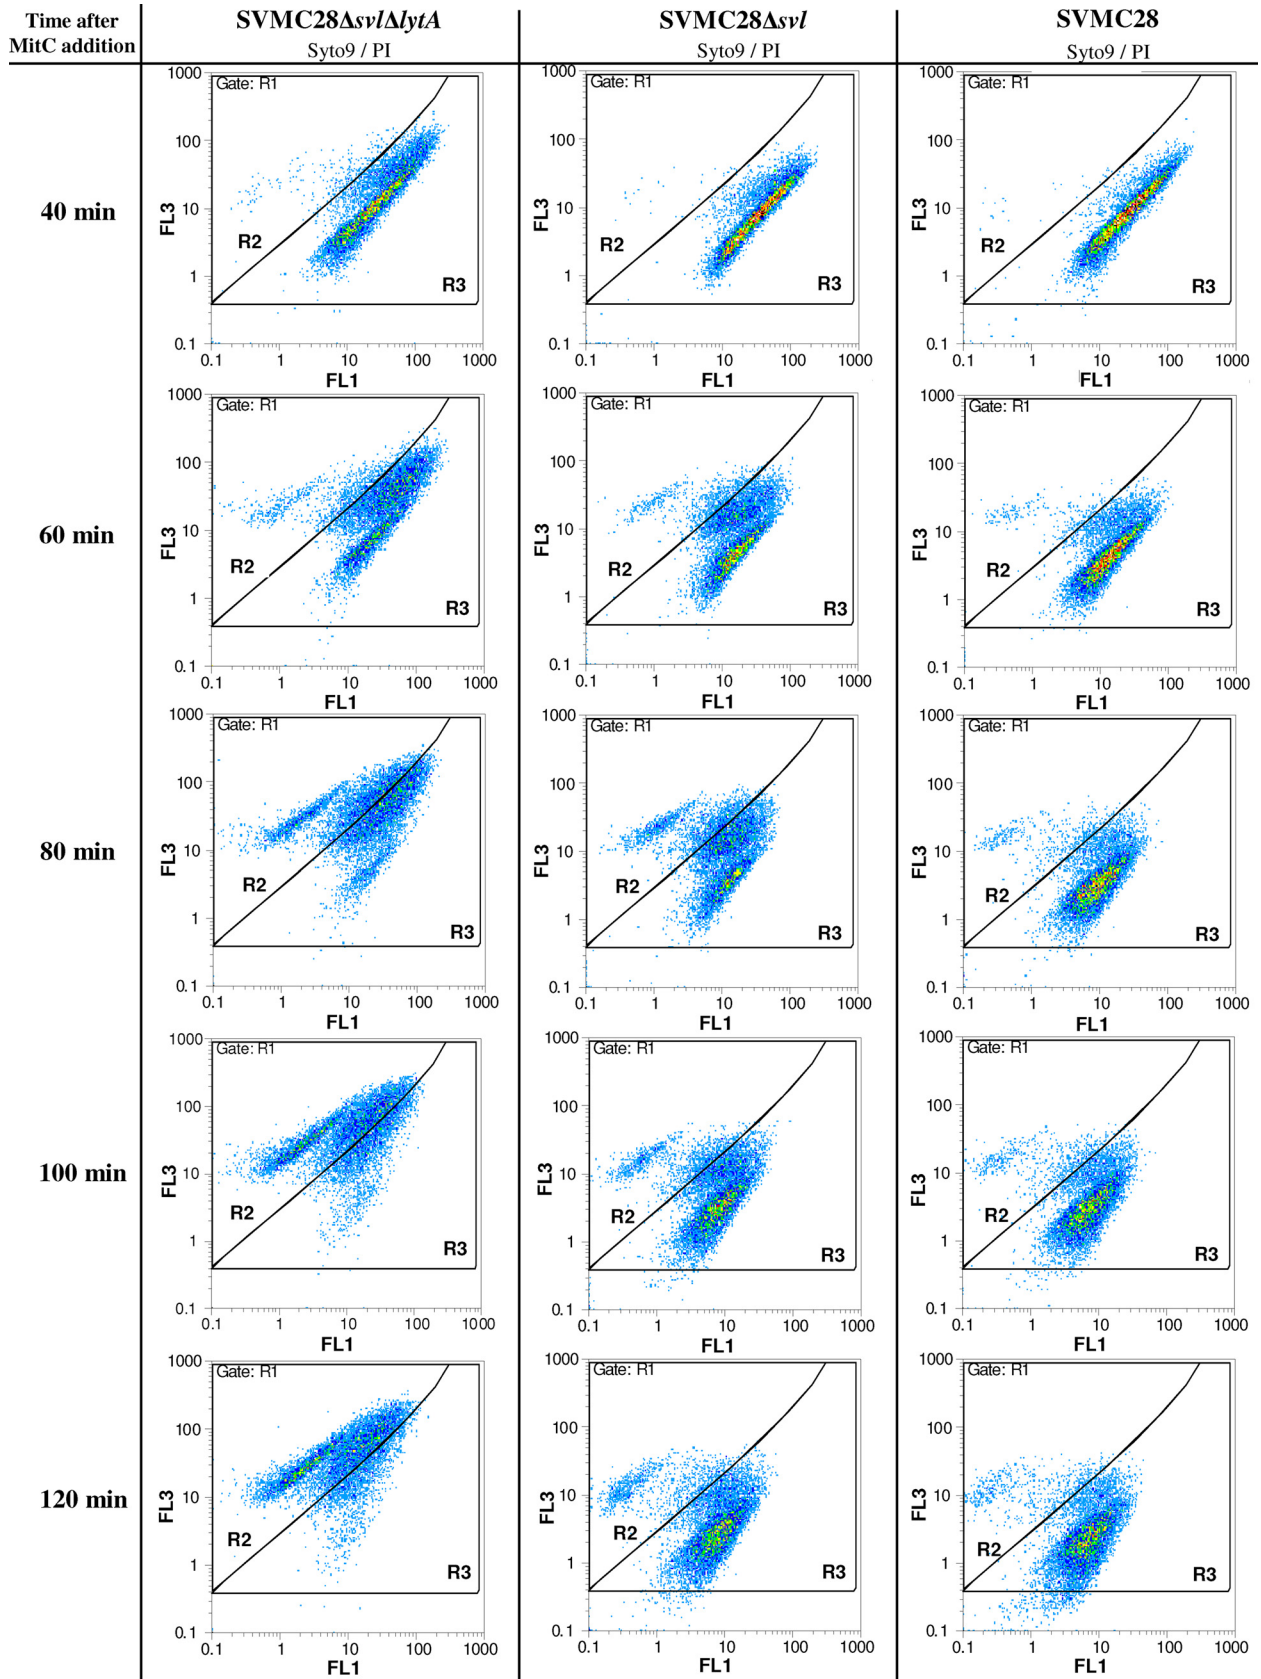 Time after
MitC addition
SVMC28ΔsvlΔlytA
Syto9 / PI
SVMC28Δsvl
Syto9 / PI
SVMC28
Syto9 / PI
40 min
1000
100
10
1
0.1
FL3
Gate: R1
R2
R3
0.1 1 10 100 1000
FL1
1000
100
10
1
0.1
FL3
Gate: R1
R2
R3
0.1 1 10 100 1000
FL1
1000
100
10
1
0.1
FL3
Gate: R1
R2
R3
0.1 1 10 100 1000
FL1
60 min
1000
100
10
1
0.1
FL3
Gate: R1
R2
R3
0.1 1 10 100 1000
FL1
1000
100
10
1
0.1
FL3
Gate: R1
R2
R3
0.1 1 10 100 1000
FL1
1000
100
10
1
0.1
FL3
Gate: R1
R2
R3
0.1 1 10 100 1000
FL1
80 min
1000
100
10
1
0.1
FL3
Gate: R1
R2
R3
0.1 1 10 100 1000
FL1
1000
100
10
1
0.1
FL3
Gate: R1
R2
R3
0.1 1 10 100 1000
FL1
1000
100
10
1
0.1
FL3
Gate: R1
R2
R3
0.1 1 10 100 1000
FL1
100 min
1000
100
10
1
0.1
FL3
Gate: R1
R2
R3
0.1 1 10 100 1000
FL1
1000
100
10
1
0.1
FL3
Gate: R1
R2
R3
0.1 1 10 100 1000
FL1
1000
100
10
1
0.1
FL3
Gate: R1
R2
R3
0.1 1 10 100 1000
FL1
120 min
1000
100
10
1
0.1
FL3
Gate: R1
R2
R3
0.1 1 10 100 1000
FL1
1000
100
10
1
0.1
FL3
Gate: R1
R2
R3
0.1 1 10 100 1000
FL1
1000
100
10
1
0.1
FL3
Gate: R1
R2
R3
0.1 1 10 100 1000
FL1